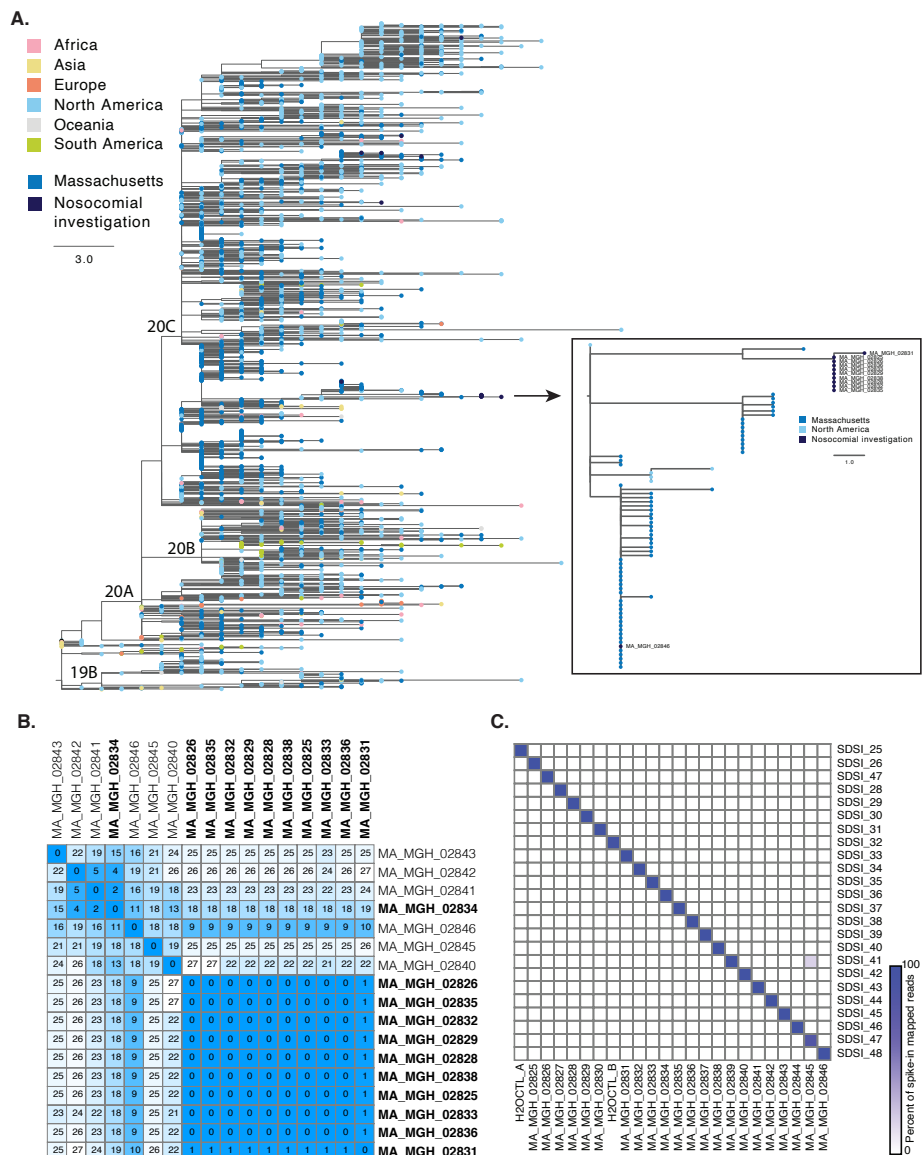 A.
Africa
Asia
Europe
North America
Oceania
South America
Massachusetts
Nosocomial
investigation
3.0
20C
20B
20A
19B
MA_MGH_02831
Massachusetts
North America
Nosocomial investigation
1.0
MA_MGH_02846
B.
MA_MGH_02843
MA_MGH_02842
MA_MGH_02841
MA_MGH_02834
MA_MGH_02846
MA_MGH_02845
MA_MGH_02840
MA_MGH_02826
MA_MGH_02835
MA_MGH_02832
MA_MGH_02829
MA_MGH_02828
MA_MGH_02838
MA_MGH_02825
MA_MGH_02833
MA_MGH_02836
MA_MGH_02831
0 22 19 15 16 21 24 25 25 25 25 25 25 25 23 25 25 MA_MGH_02843
22 0 5 4 19 21 26 26 26 26 26 26 26 26 24 26 27 MA_MGH_02842
19 5 0 2 16 19 18 23 23 23 23 23 23 23 22 23 24 MA_MGH_02841
15 4 2 0 11 18 13 18 18 18 18 18 18 18 18 18 19 MA_MGH_02834
16 19 16 11 0 18 18 9 9 9 9 9 9 9 9 9 10 MA_MGH_02846
21 21 19 18 18 0 19 25 25 25 25 25 25 25 25 25 26 MA_MGH_02845
24 26 18 13 18 19 0 27 27 22 22 22 22 22 21 22 22 MA_MGH_02840
25 26 23 18 9 25 27 0 0 0 0 0 0 0 0 0 1 MA_MGH_02826
25 26 23 18 9 25 27 0 0 0 0 0 0 0 0 0 1 MA_MGH_02835
25 26 23 18 9 25 22 0 0 0 0 0 0 0 0 0 1 MA_MGH_02832
25 26 23 18 9 25 22 0 0 0 0 0 0 0 0 0 1 MA_MGH_02829
25 26 23 18 9 25 22 0 0 0 0 0 0 0 0 0 1 MA_MGH_02828
25 26 23 18 9 25 22 0 0 0 0 0 0 0 0 0 1 MA_MGH_02838
25 26 23 18 9 25 22 0 0 0 0 0 0 0 0 0 1 MA_MGH_02825
23 24 22 18 9 25 21 0 0 0 0 0 0 0 0 0 1 MA_MGH_02833
25 26 23 18 9 25 22 0 0 0 0 0 0 0 0 0 1 MA_MGH_02836
25 27 24 19 10 26 22 1 1 1 1 1 1 1 1 1 0 MA_MGH_02831
C.
SDSI_25
SDSI_26
SDSI_47
SDSI_28
SDSI_29
SDSI_30
SDSI_31
SDSI_32
SDSI_33
SDSI_34
SDSI_35
SDSI_36
SDSI_37
SDSI_38
SDSI_39
SDSI_40
SDSI_41
SDSI_42
SDSI_43
SDSI_44
SDSI_45
SDSI_46
SDSI_47
SDSI_48
H2OCTL_A
MA_MGH_02825
MA_MGH_02826
MA_MGH_02827
MA_MGH_02828
MA_MGH_02829
MA_MGH_02830
H2OCTL_B
MGH_02831
MA_MGH_02832
MA_MGH_02833
MA_MGH_02834
MA_MGH_02835
MA_MGH_02836
MA_MGH_02837
MA_MGH_02838
MA_MGH_02839
MA_MGH_02840
MA_MGH_02841
MA_MGH_02842
MA_MGH_02843
MA_MGH_02844
MA_MGH_02845
MA_MGH_02846
100
0
Percent of spike-in mapped reads